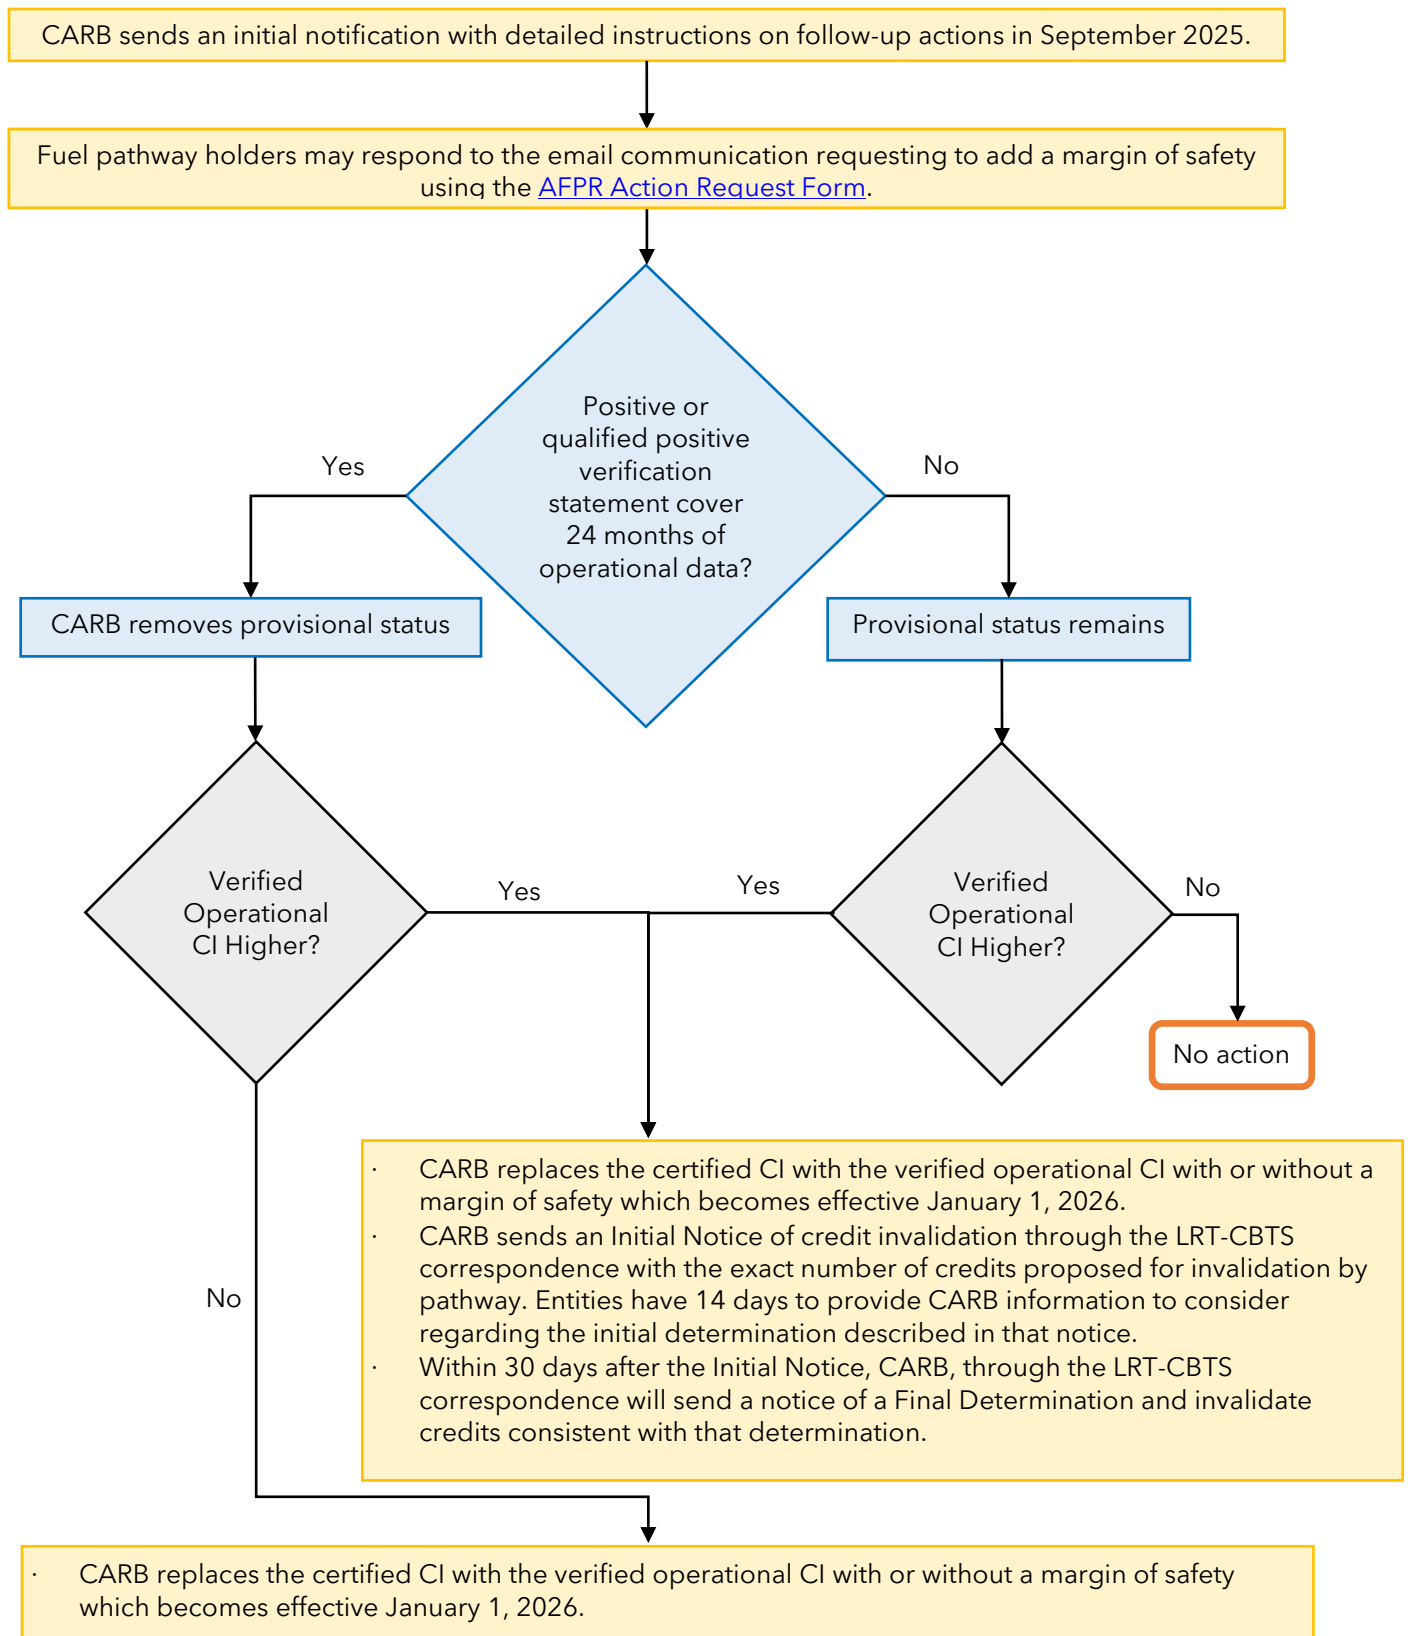 CARB sends an initial notification with detailed instructions on follow-up actions in September 2025.
Fuel pathway holders may respond to the email communication requesting to add a margin of safety
using the AFPR Action Request Form.
Positive or
qualified positive
verification
statement cover
24 months of
operational data?
Yes
No
CARB removes provisional status
Provisional status remains
Verified
Operational
CI Higher?
Yes
Yes
Verified
Operational
CI Higher?
No
No action
· CARB replaces the certified CI with the verified operational CI with or without a
margin of safety which becomes effective January 1, 2026.
· CARB sends an Initial Notice of credit invalidation through the LRT-CBTS
correspondence with the exact number of credits proposed for invalidation by
pathway. Entities have 14 days to provide CARB information to consider
regarding the initial determination described in that notice.
· Within 30 days after the Initial Notice, CARB, through the LRT-CBTS
correspondence will send a notice of a Final Determination and invalidate
credits consistent with that determination.
No
· CARB replaces the certified CI with the verified operational CI with or without a margin of safety
which becomes effective January 1, 2026.